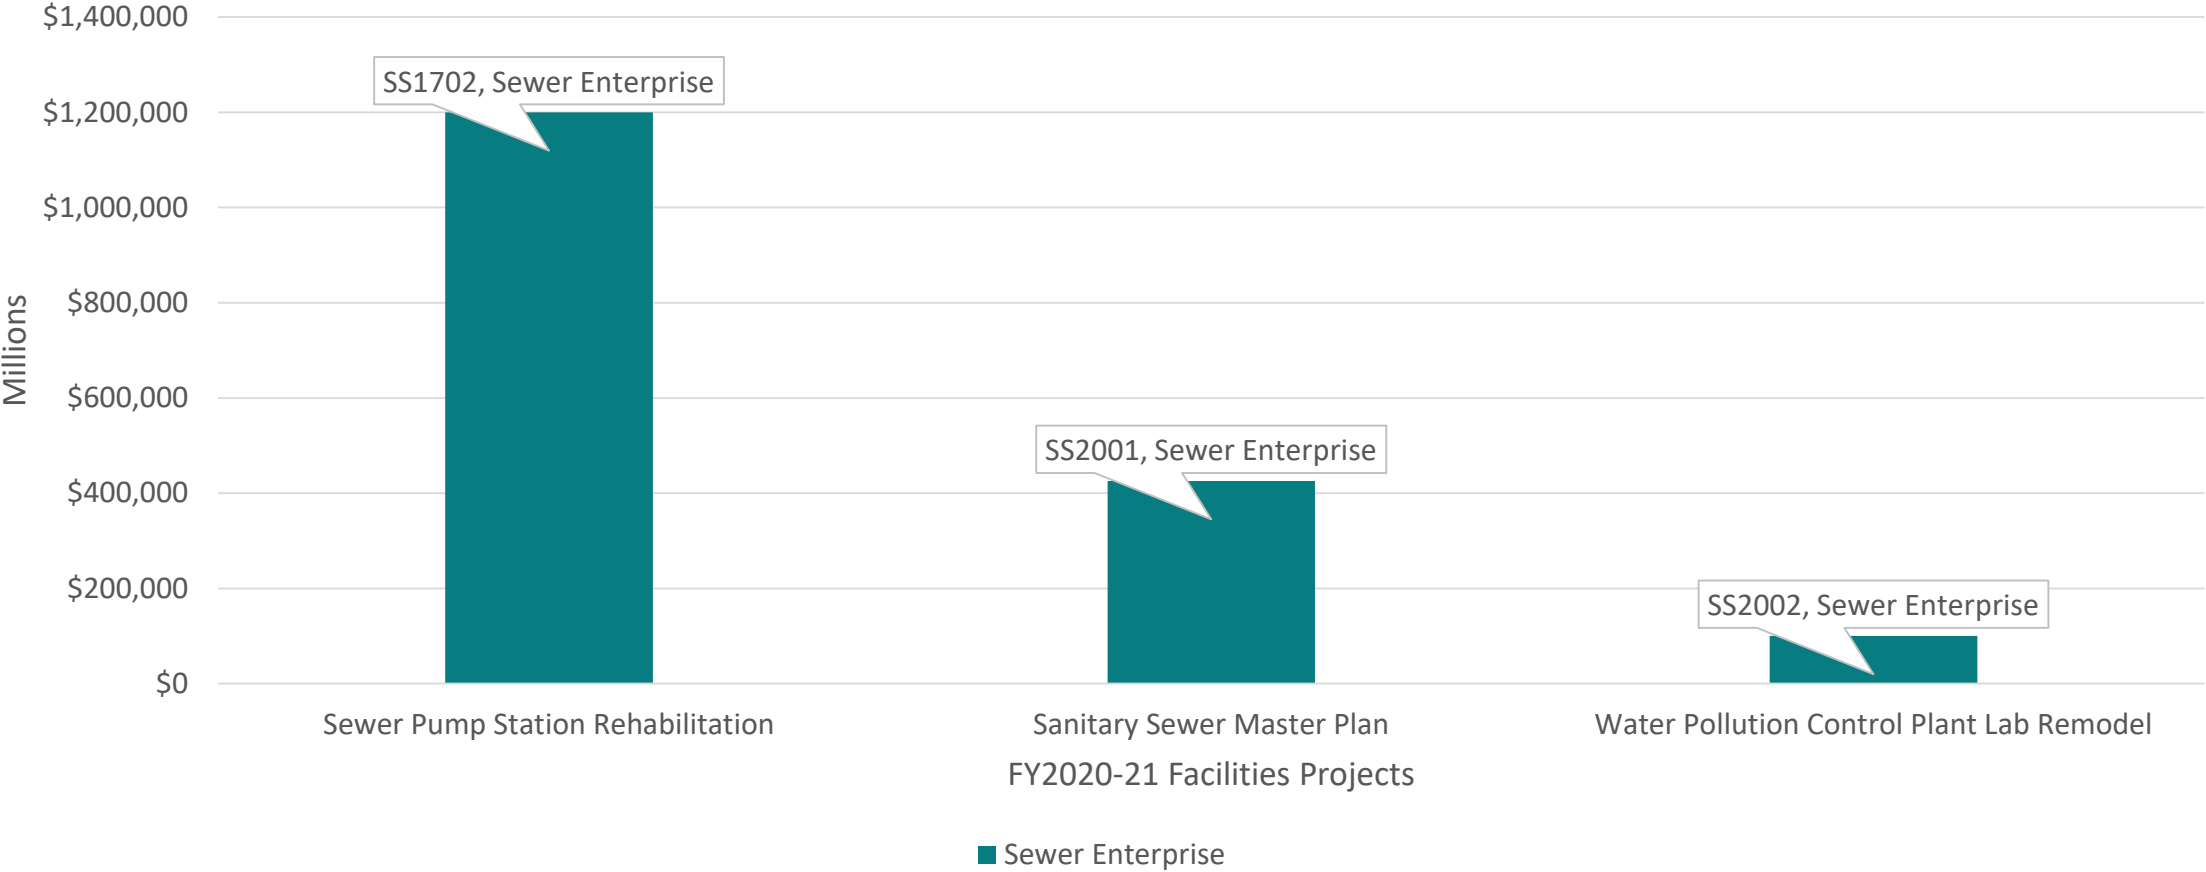 $1,400,000
SS1702, Sewer Enterprise
$1,200,000
$1,000,000
$800,000
Millions
$600,000
SS2001, Sewer Enterprise
$400,000
$200,000
SS2002, Sewer Enterprise
$0
Sewer Pump Station Rehabilitation
Sanitary Sewer Master Plan
Water Pollution Control Plant Lab Remodel
FY2020-21 Facilities Projects
Sewer Enterprise